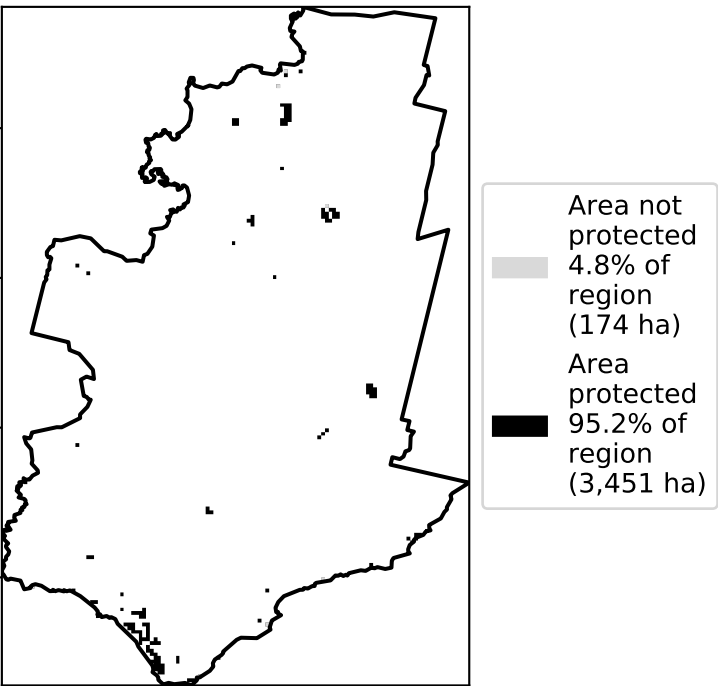 Area not
protected
4.8% of
region
(174 ha)
Area
protected
95.2% of
region
(3,451 ha)